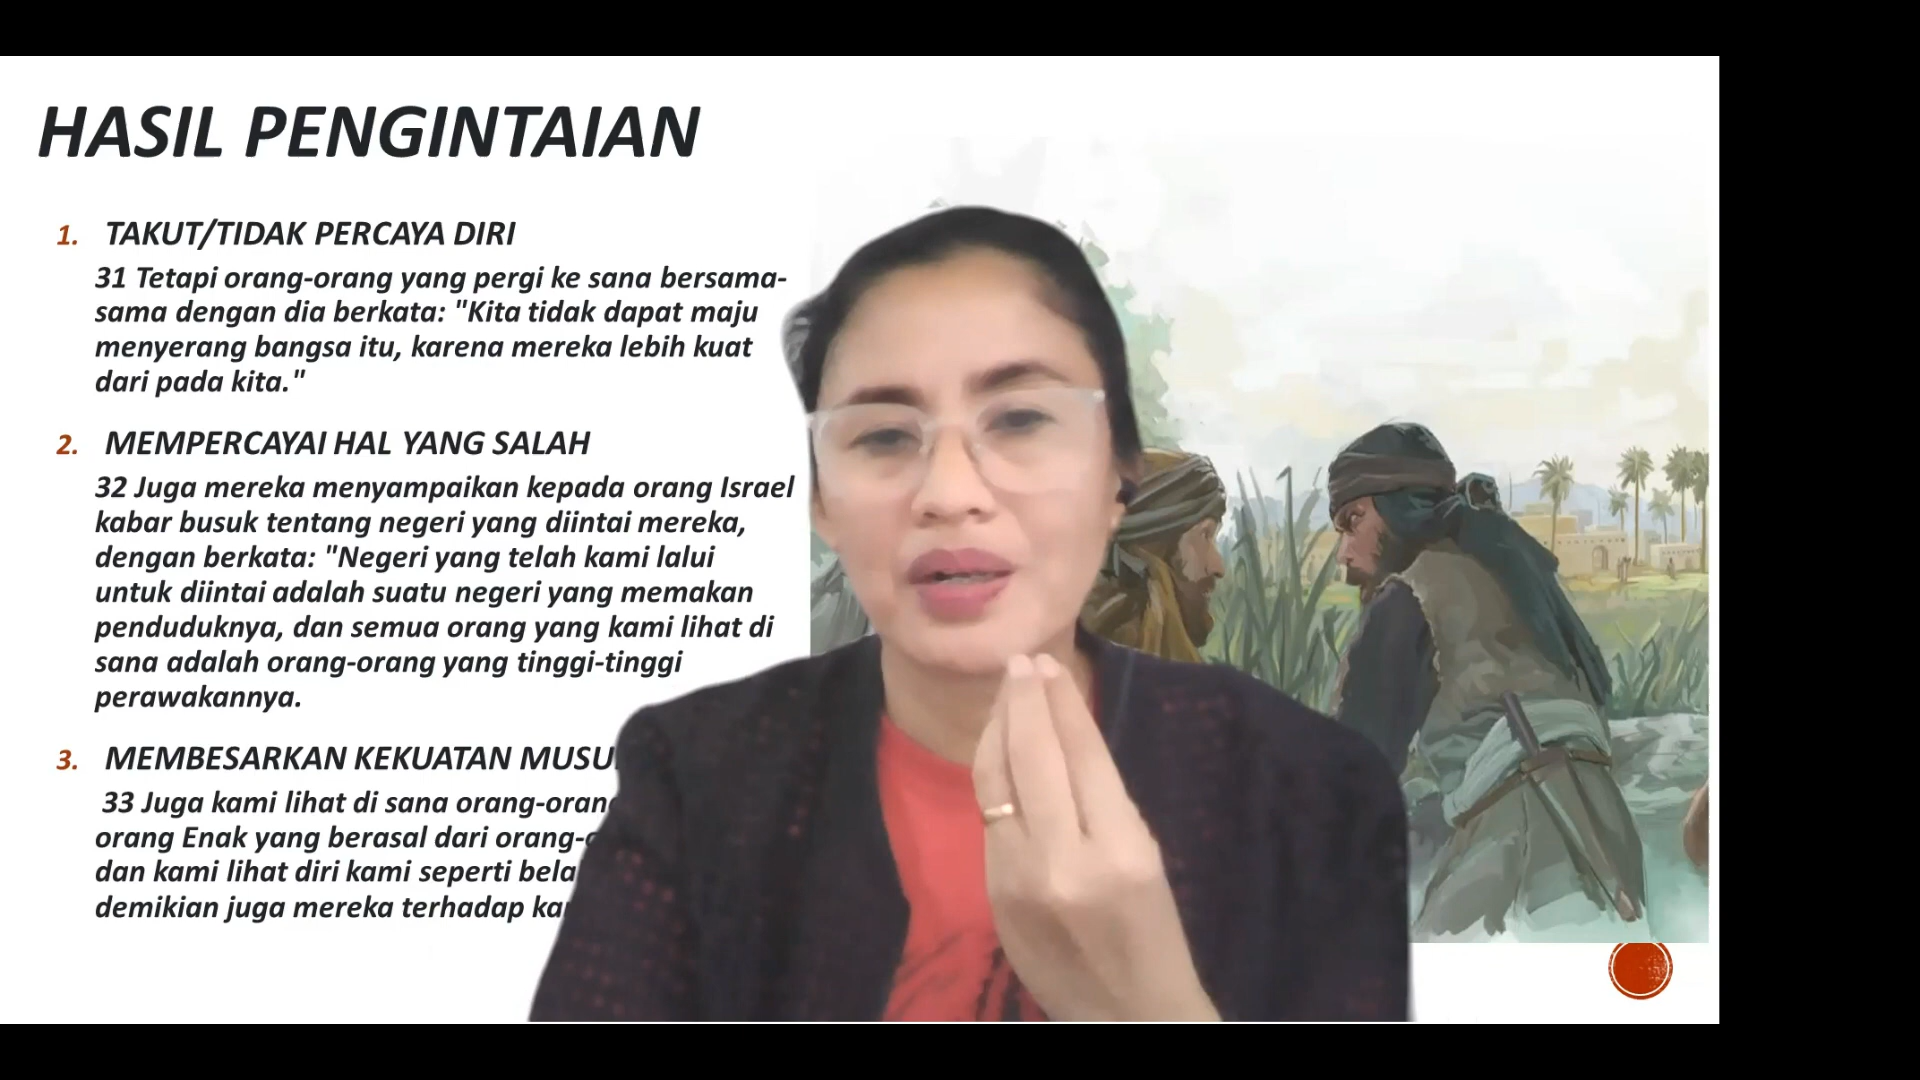 HASIL PENGINTAIAN
1. TAKUT/TIDAK PERCAYA DIRI
31 Tetapi orang-orang yang pergi ke sana bersama-
sama dengan dia berkata: "Kita tidak dapat maju
menyerang bangsa itu, karena mereka lebih kuat
dari pada kita."
2. MEMPERCAYAI HAL YANG SALAH
32 Juga mereka menyampaikan kepada orang Israel
kabar busuk tentang negeri yang diintai mereka,
dengan berkata: "Negeri yang telah kami lalui
untuk diintai adalah suatu negeri yang memakan
penduduknya, dan semua orang yang kami lihat di
sana adalah orang-orang yang tinggi-tinggi
perawakannya.
3. MEMBESARKAN KEKUATAN
33 Juga kami lihat di sana
orang Enak yang berasal dari
dan kami lihat diri kami seperti
demikian juga mereka terhadap